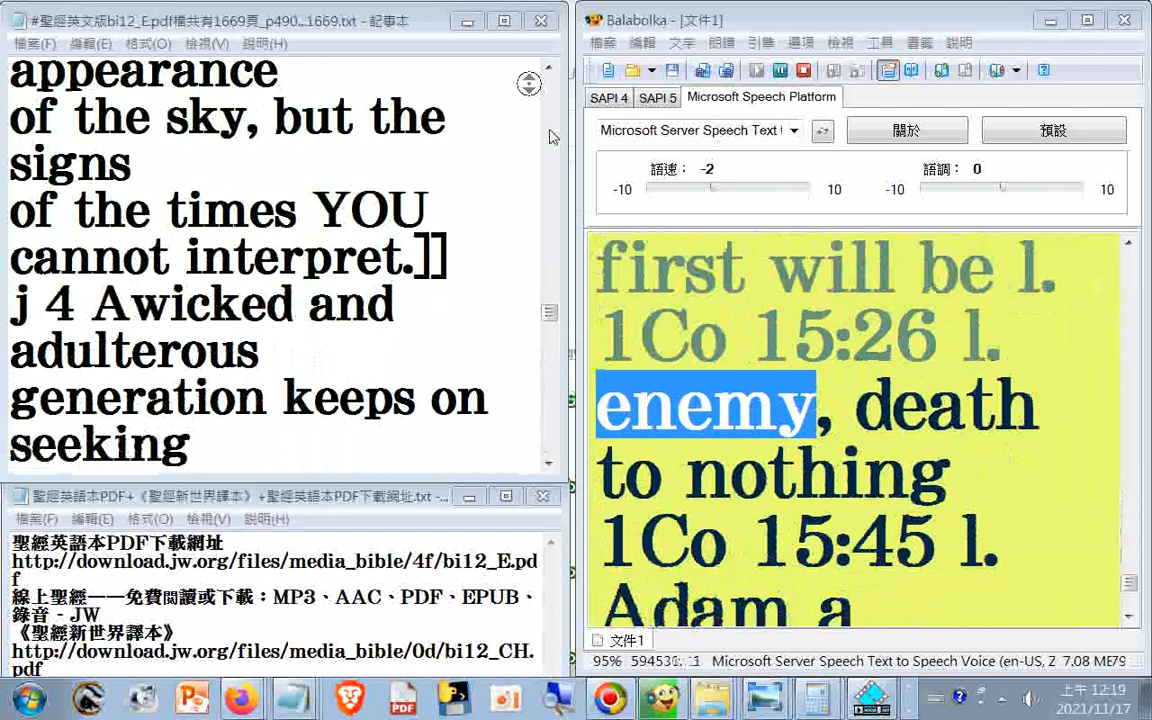 #聖經英文版bi12_E.pdf檔共有1669頁_p490...1669.txt - 記事本
檔案(F) 編輯(E) 格式(O) 檢視(V) 說明(H)
appearance
of the sky, but the
signs
of the times YOU
cannot interpret.]]
j 4 Awicked and
adulterous
generation keeps on
seeking
聖經英語本PDF+《聖經新世界譯本》+聖經英語本PDF下載網址.txt -...
檔案(F) 編輯(E) 格式(O) 檢視(V) 說明(H)
聖經英語本PDF下載網址
http://download.jw.org/files/media_bible/4f/bi12_E.pd
f
線上聖經——免費閱讀或下載：MP3、AAC、PDF、EPUB、
錄音 - JW
《聖經新世界譯本》
http://download.jw.org/files/media_bible/0d/bi12_CH.
pdf
Balabolka - [文件1]
檔案 編輯 文字 朗讀 引擎 選項 檢視 工具 書籤 說明
SAPI 4 SAPI 5 Microsoft Speech Platform
Microsoft Server Speech Text 關於 預設
語速： -2 語調： 0
-10 10 -10 10
first will be l.
1Co 15:26 l.
enemy, death
to nothing
1Co 15:45 l.
Adam a
文件1
95% Microsoft Server Speech Text to Speech Voice (en-US, Z 7.08 ME
上午 12:19
2021/11/17